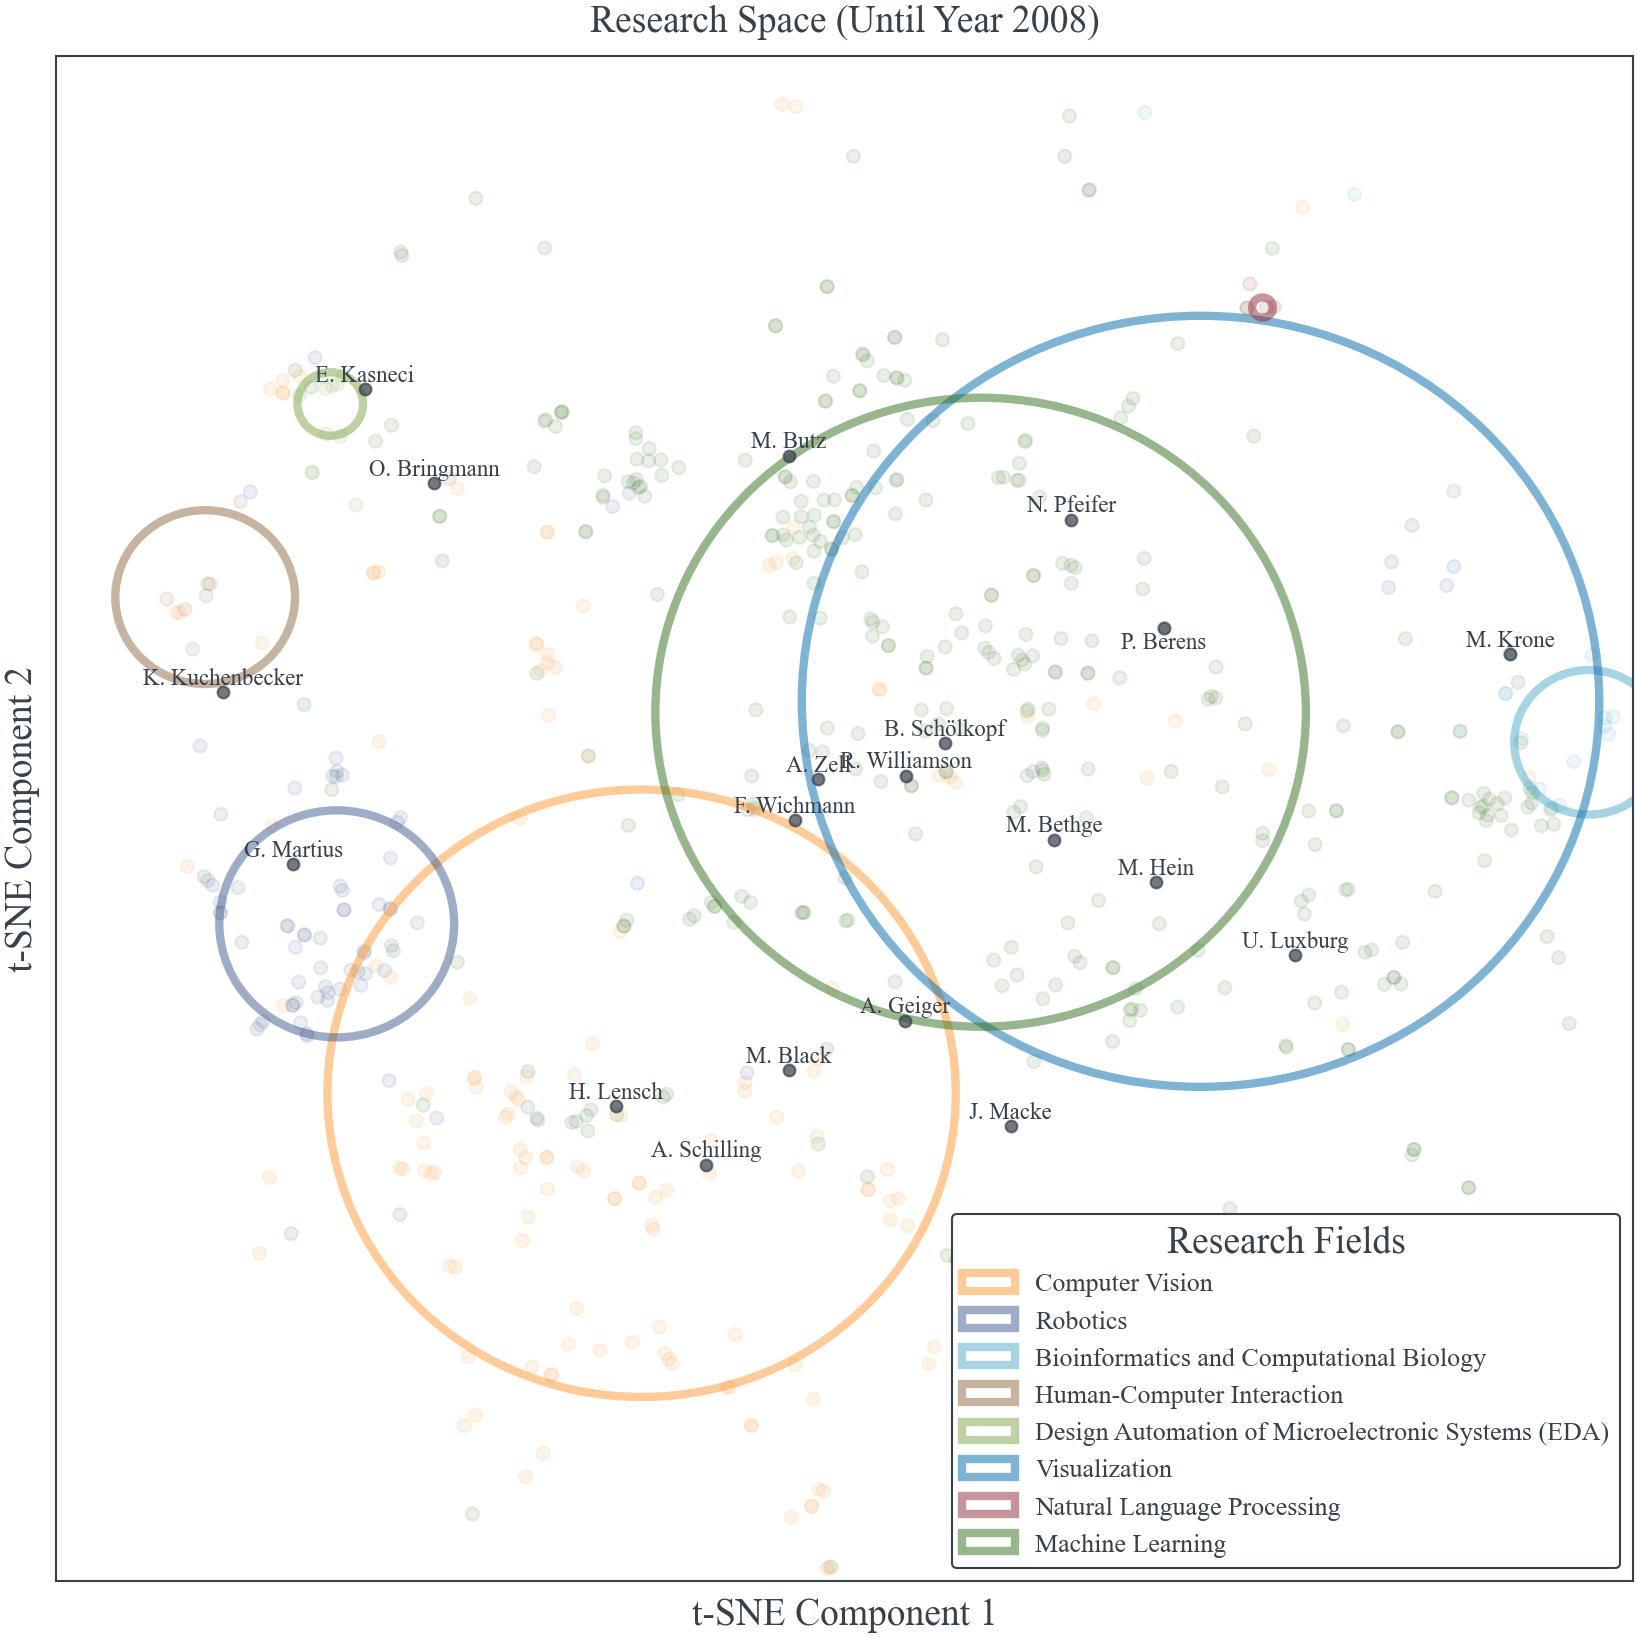 Research Space (Until Year 2008)
E. Kasneci
M. Butz
O. Bringmann
N. Pfeifer
P. Berens
M. Krone
K. Kuchenbecker
B. Schölkopf
R. Williamson
A. Zell
F. Wichmann
M. Bethge
G. Martius
M. Hein
U. Luxburg
A. Geiger
M. Black
H. Lensch
J. Macke
A. Schilling
t-SNE Component 2
Research Fields
Computer Vision
Robotics
Bioinformatics and Computational Biology
Human-Computer Interaction
Design Automation of Microelectronic Systems (EDA)
Visualization
Natural Language Processing
Machine Learning
t-SNE Component 1